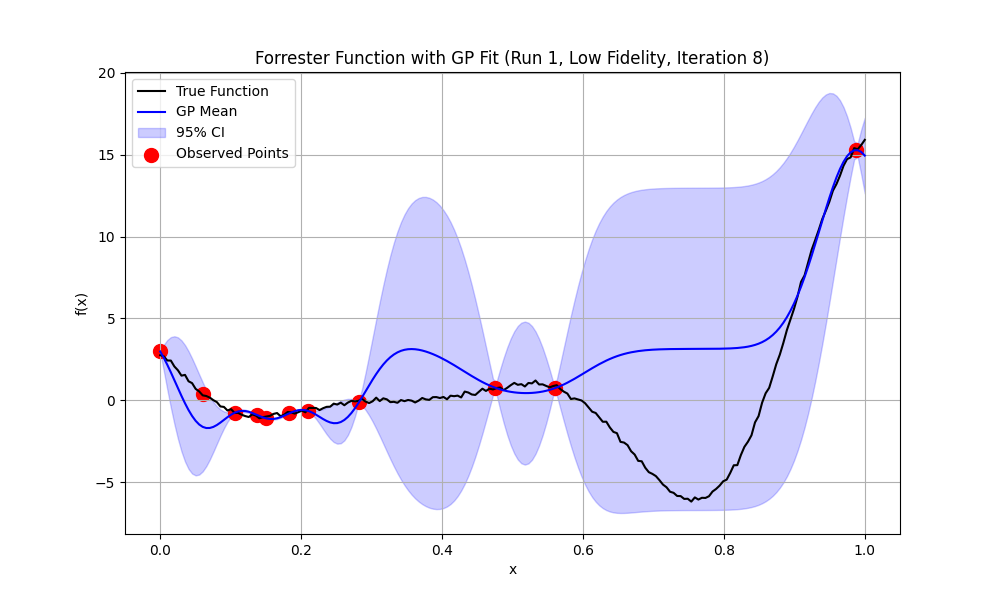 Forrester Function with GP Fit (Run 1, Low Fidelity, Iteration 8)
True Function
GP Mean
95% CI
Observed Points
20
15
10
5
0
−5
f(x)
0.0 0.2 0.4 0.6 0.8 1.0
x